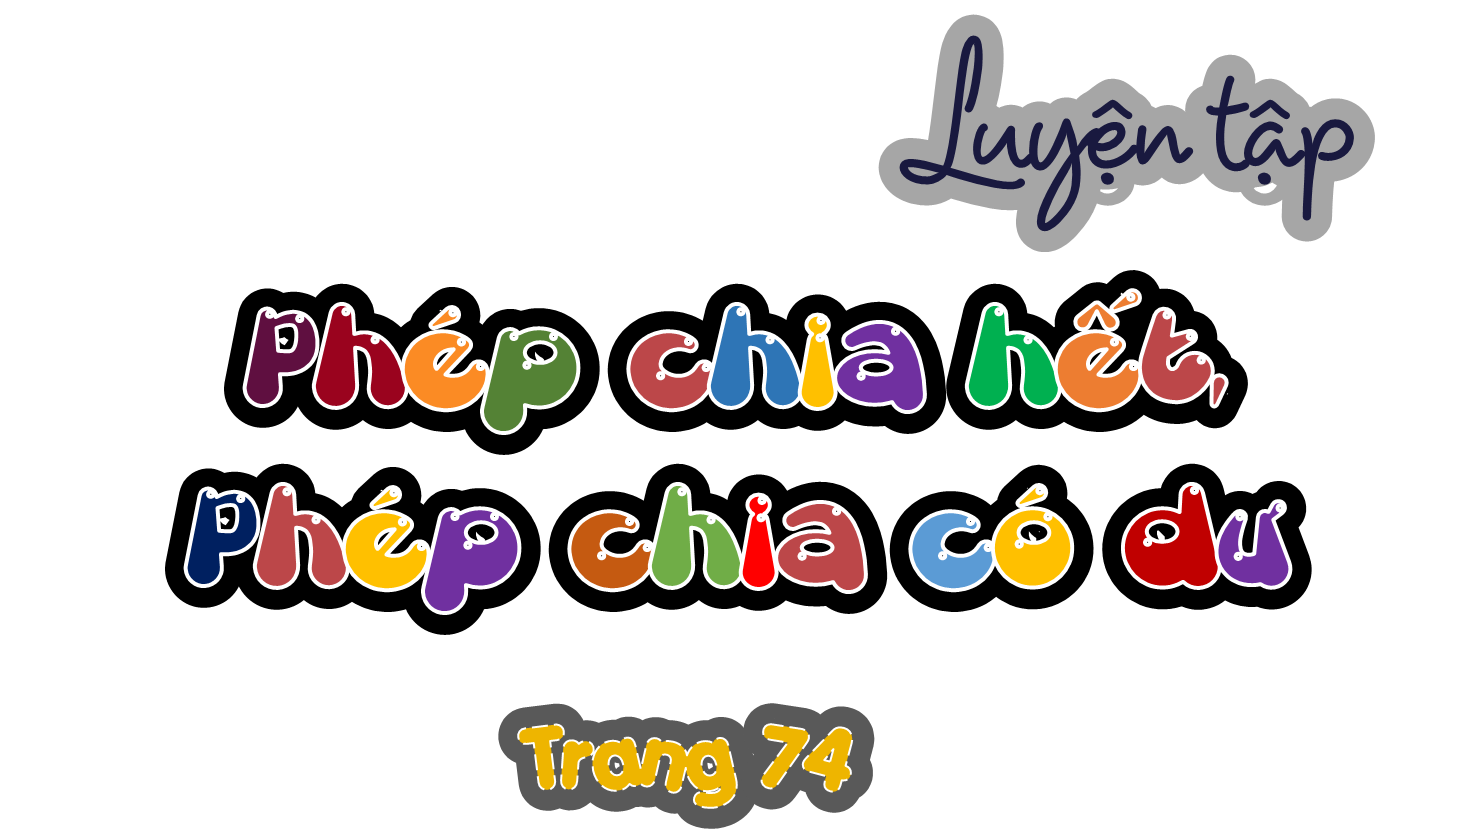 Luyện tập
Phép chia hết,
Phép chia có dư
Trang 74